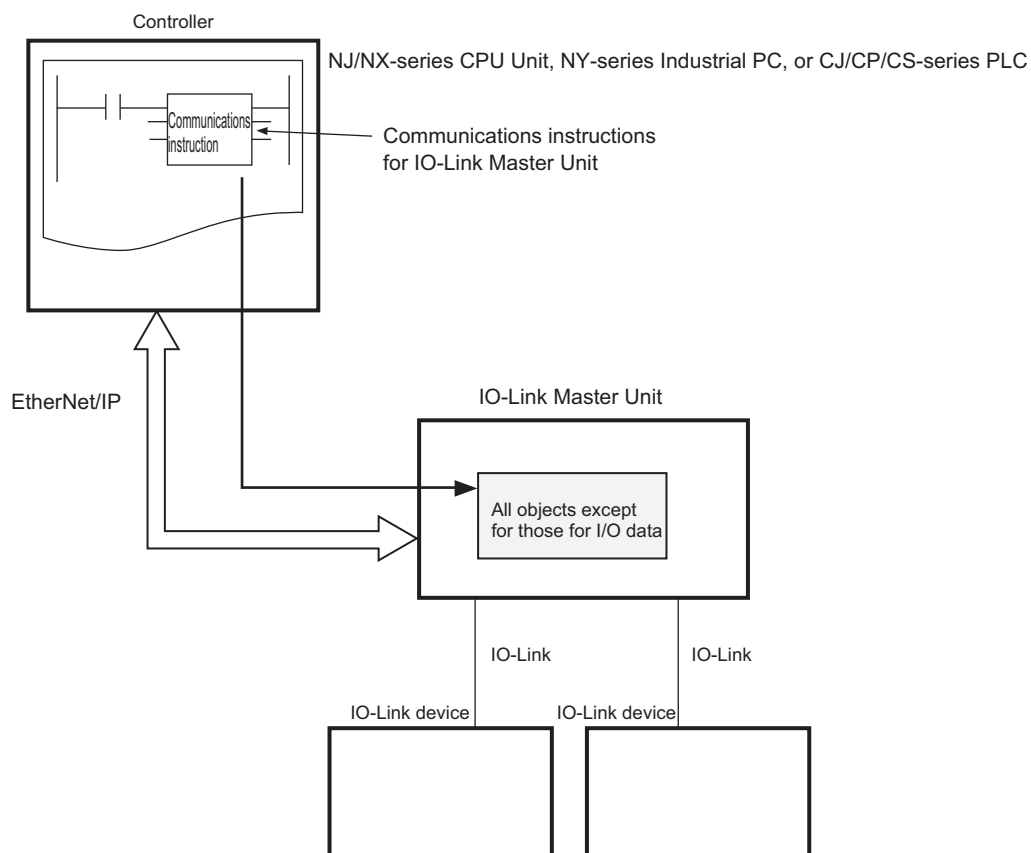 Controller
NJ/NX-series CPU Unit, NY-series Industrial PC, or CJ/CP/CS-series PLC
Communications
instruction
Communications instructions
for IO-Link Master Unit
EtherNet/IP
IO-Link Master Unit
All objects except
for those for I/O data
IO-Link
IO-Link
IO-Link device
IO-Link device